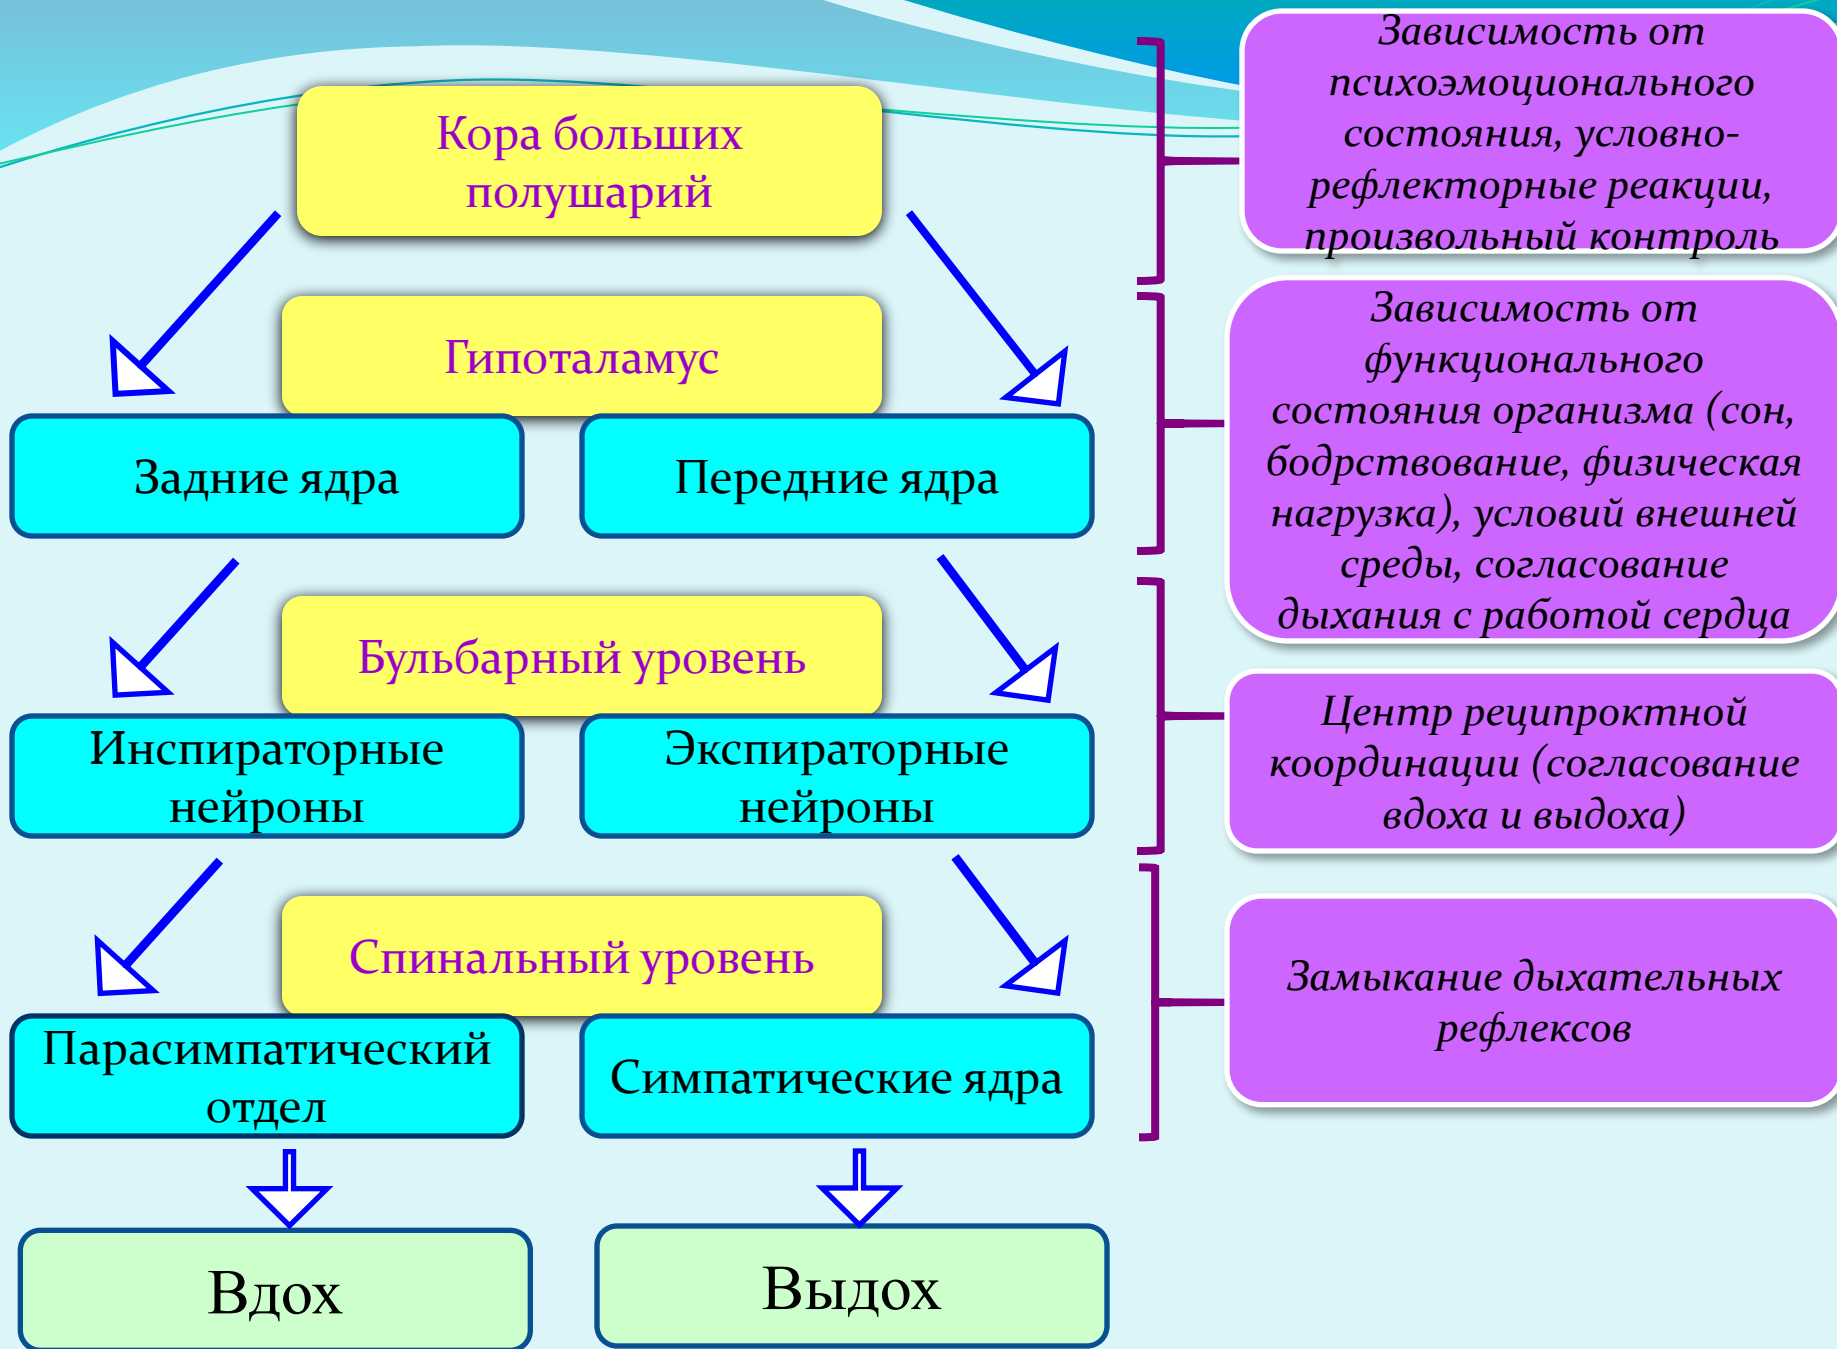 Кора больших
полушарий
Гипоталамус
Задние ядра
Передние ядра
Бульбарный уровень
Инспираторные
нейроны
Экспираторные
нейроны
Спинальный уровень
Парасимпатический
отдел
Симпатические ядра
Вдох
Выдох
Зависимость от
психоэмоционального
состояния, условно-
рефлекторные реакции,
произвольный контроль
Зависимость от
функционального
состояния организма (сон,
бодрствование, физическая
нагрузка), условий внешней
среды, согласование
дыхания с работой сердца
Центр реципроктной
координации (согласование
вдоха и выдоха)
Замыкание дыхательных
рефлексов